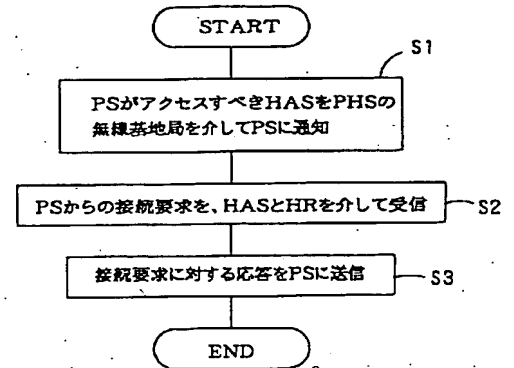 START
S1
PSがアクセスすべきHASをPHSの
無線基地局を介してPSに通知
PSからの接続要求を、HASとHRを介して受信
S2
接続要求に対する応答をPSに送信
S3
END